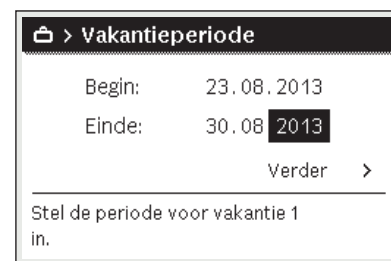 > Vakantieperiode
Begin: 23.08.2013
Einde: 30.08 2013
Verder >
Stel de periode voor vakantie 1
in.